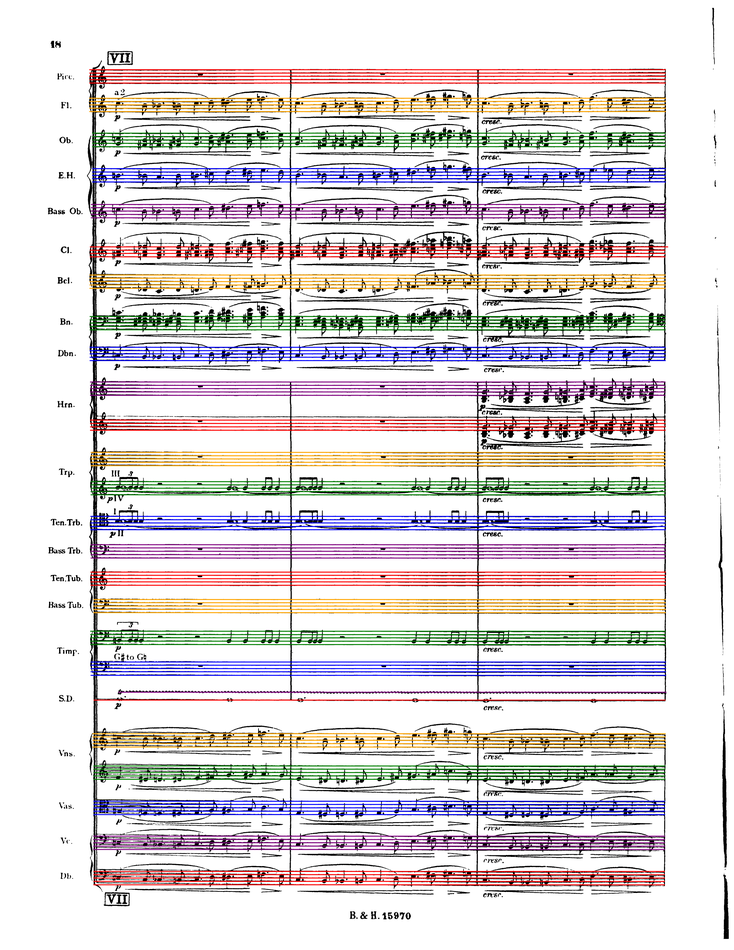 18
VII
Picc.
a 2
Fl.
p
cresc.
Ob.
p
cresc.
E.H.
p
cresc.
Bass Ob.
p
cresc.
Cl.
p
cresc.
Bcl.
p
cresc.
Bn.
p
cresc.
Dbn.
p
cresc.
Hrn.
p cresc.
p cresc.
Trp.
III 3
p IV
cresc.
Ten.Trb.
I 3
p II
cresc.
Bass Trb.
Ten.Tub.
Bass Tub.
Timp.
3
p
cresc.
G♯ to G♮
S.D.
p
cresc.
Vns.
p
cresc.
p
cresc.
Vas.
p
cresc.
Vc.
p
cresc.
Db.
p
cresc.
VII
B. & H. 15970